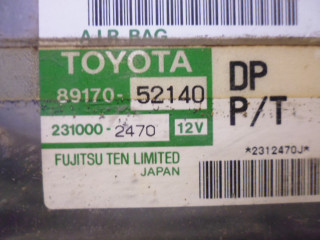 AIR BAG
TOYOTA
89170-52140
231000-2470 12V
FUJITSU TEN LIMITED
JAPAN
DP
P/T
*2312470J*